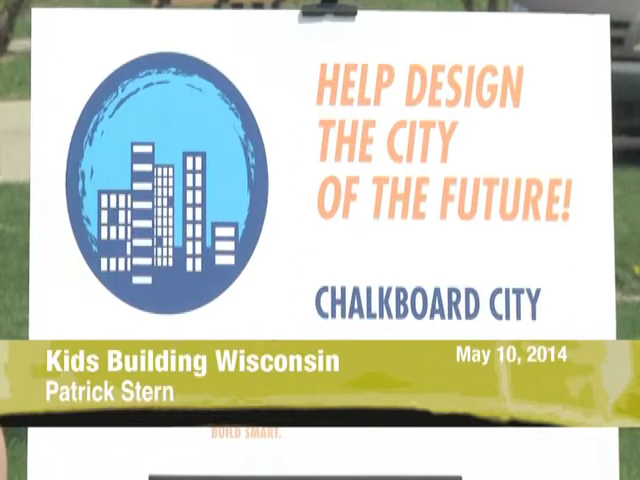 HELP DESIGN
THE CITY
OF THE FUTURE!
CHALKBOARD CITY
Kids Building Wisconsin
May 10, 2014
Patrick Stern
BUILD SMART.